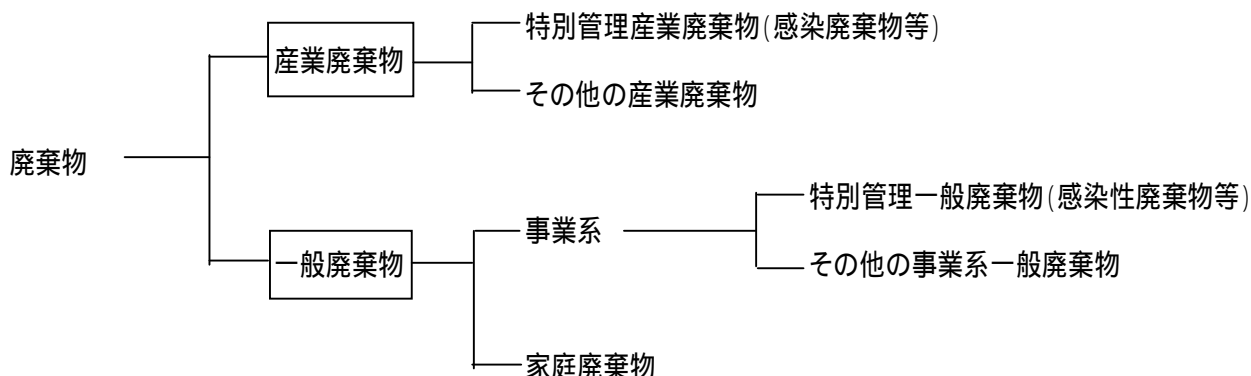 特別管理産業廃棄物(感染廃棄物等)
産業廃棄物
その他の産業廃棄物
廃棄物
特別管理一般廃棄物(感染性廃棄物等)
事業系
一般廃棄物
その他の事業系一般廃棄物
家庭廃棄物